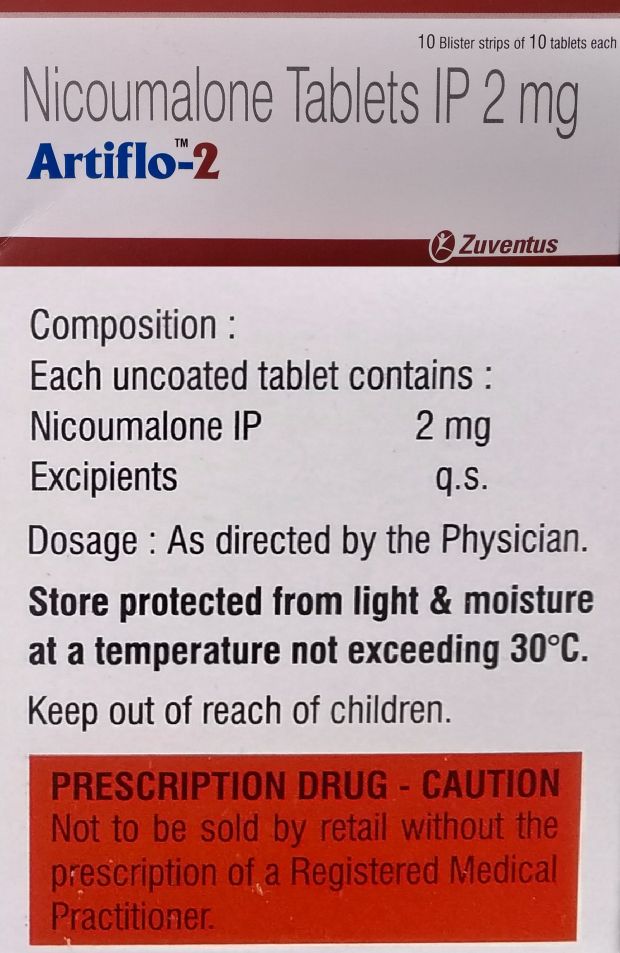 10 Blister strips of 10 tablets each
Nicoumalone Tablets IP 2 mg
Artiflo™-2
Zuventus
Composition :
Each uncoated tablet contains :
Nicoumalone IP 2 mg
Excipients q.s.
Dosage : As directed by the Physician.
Store protected from light & moisture
at a temperature not exceeding 30°C.
Keep out of reach of children.
PRESCRIPTION DRUG - CAUTION
Not to be sold by retail without the
prescription of a Registered Medical
Practitioner.